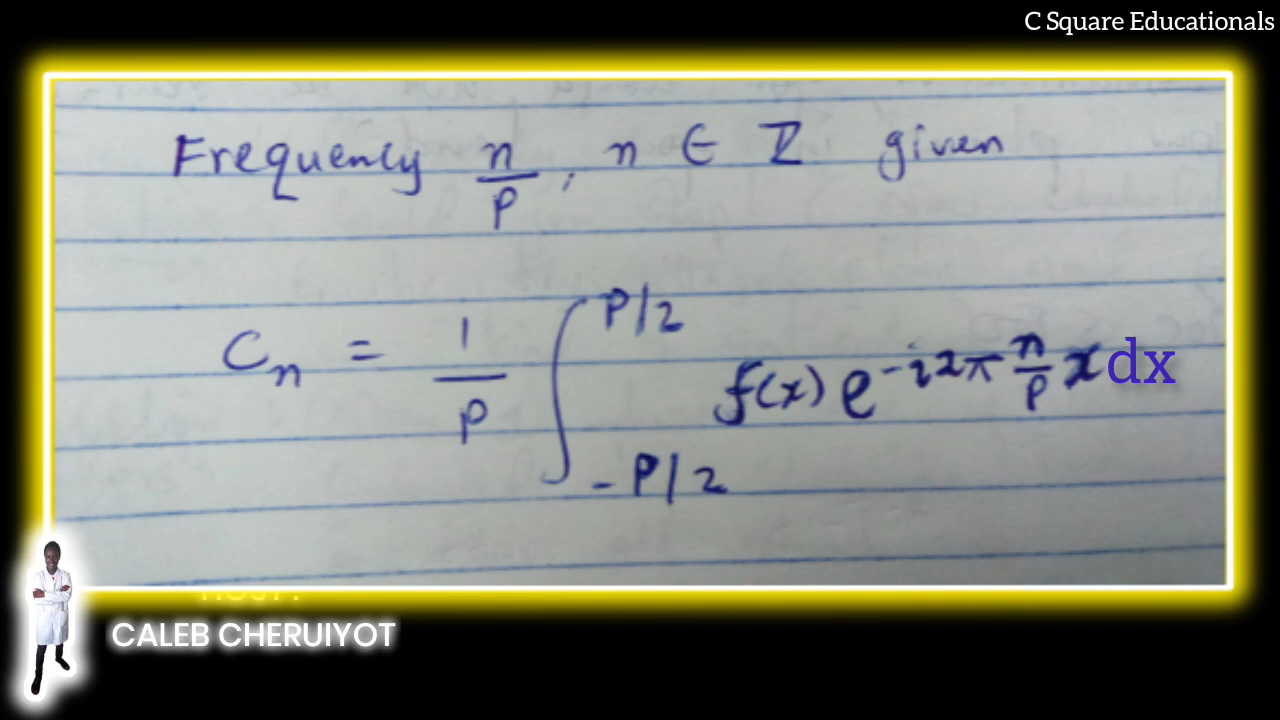 C Square Educationals
Frequency n/P, n ∈ ℤ given
Cn = 1/P ∫_{-P/2}^{P/2} f(x) e^{-i2π n/P x} dx
CALEB CHERUIYOT